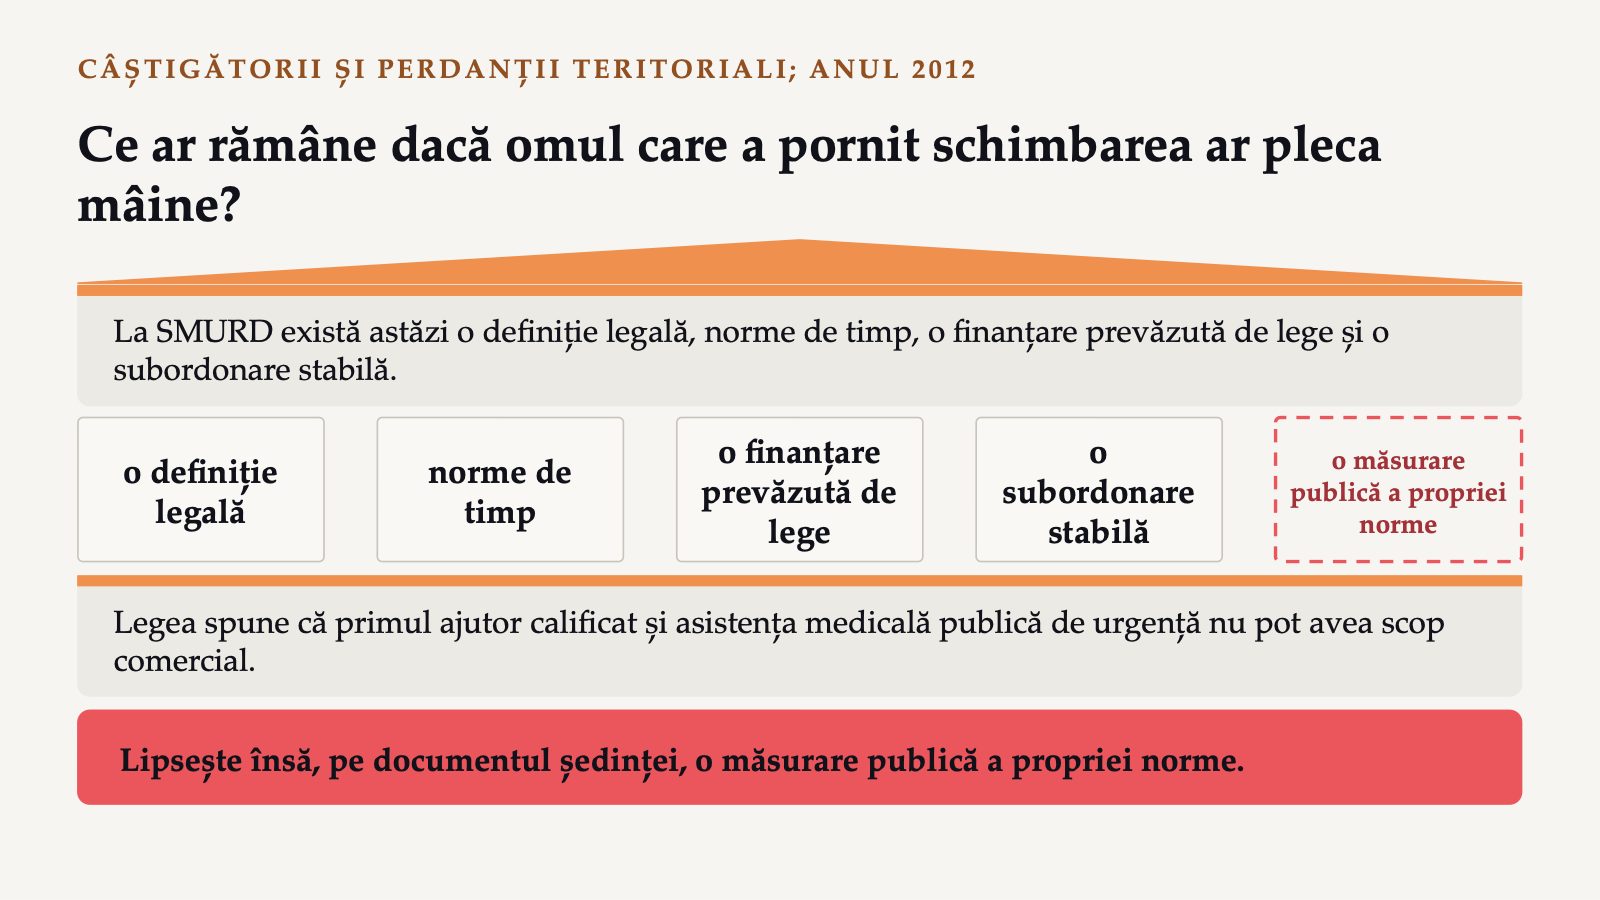 CÂȘTIGĂTORII ȘI PERDANȚII TERITORIALI; ANUL 2012
Ce ar rămâne dacă omul care a pornit schimbarea ar pleca
mâine?
La SMURD există astăzi o definiție legală, norme de timp, o finanțare prevăzută de lege și o
subordonare stabilă.
o definiție
legală
norme de
timp
o finanțare
prevăzută de
lege
o
subordonare
stabilă
o măsurare
publică a propriei
norme
Legea spune că primul ajutor calificat și asistența medicală publică de urgență nu pot avea scop
comercial.
Lipsește însă, pe documentul ședinței, o măsurare publică a propriei norme.